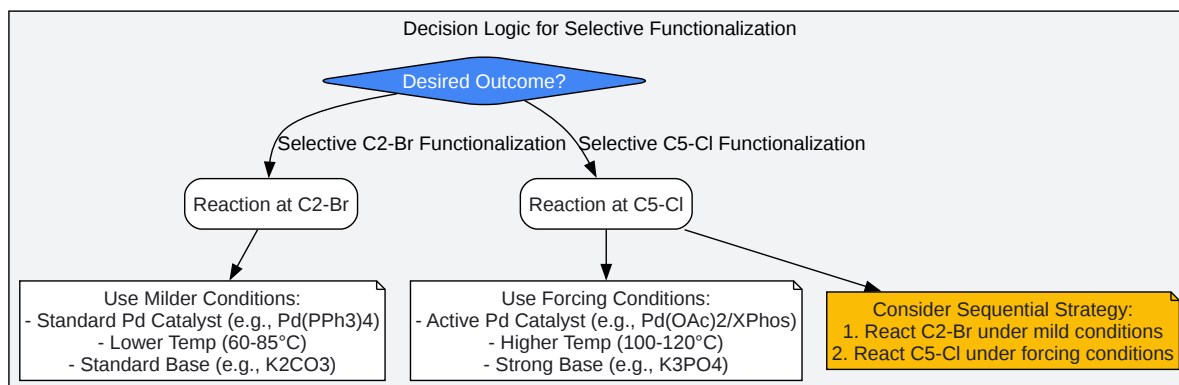 Decision Logic for Selective Functionalization
Desired Outcome?
Selective C2-Br Functionalization
Selective C5-Cl Functionalization
Reaction at C2-Br
Reaction at C5-Cl
Use Milder Conditions:
- Standard Pd Catalyst (e.g., Pd(PPh3)4)
- Lower Temp (60-85°C)
- Standard Base (e.g., K2CO3)
Use Forcing Conditions:
- Active Pd Catalyst (e.g., Pd(OAc)2/XPhos)
- Higher Temp (100-120°C)
- Strong Base (e.g., K3PO4)
Consider Sequential Strategy:
1. React C2-Br under mild conditions
2. React C5-Cl under forcing conditions